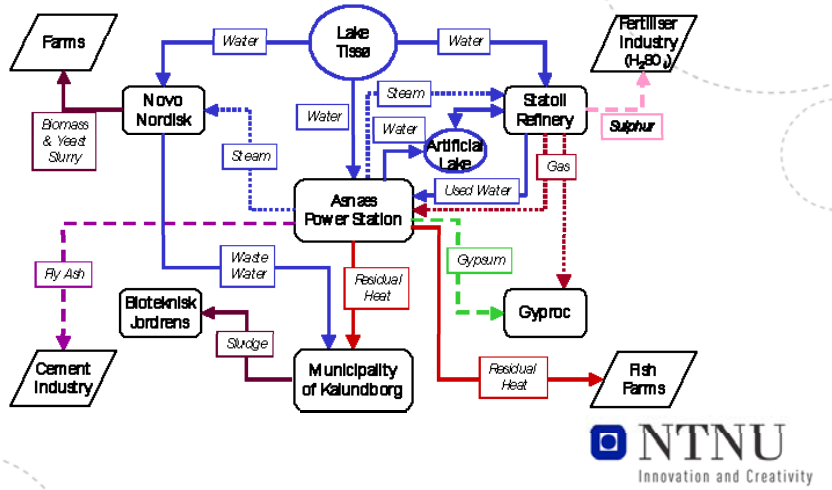 Lake
Tissø
Farms
Water
Water
Fertiliser
Industry
(H₂SO₄)
Novo
Nordisk
Steam
Statoil
Refinery
Water
Water
Sulphur
Biomass
& Yeast
Slurry
Steam
Artificial
Lake
Gas
Used Water
Asnæs
Power Station
Fly Ash
Waste
Water
Residual
Heat
Gypsum
Bioteknisk
Jordrens
Gyproc
Sludge
Cement
Industry
Municipality
of Kalundborg
Residual
Heat
Fish
Farms
NTNU
Innovation and Creativity